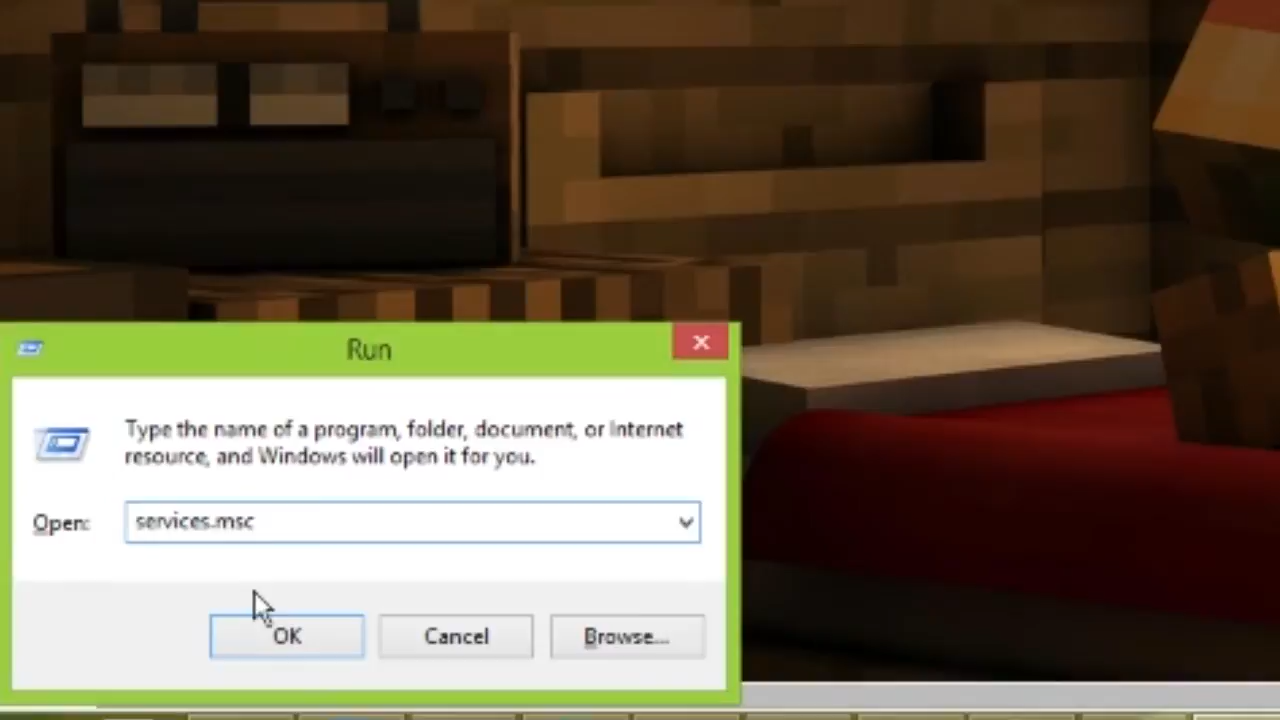 Run
Type the name of a program, folder, document, or Internet
resource, and Windows will open it for you.
Open:
services.msc
OK
Cancel
Browse...